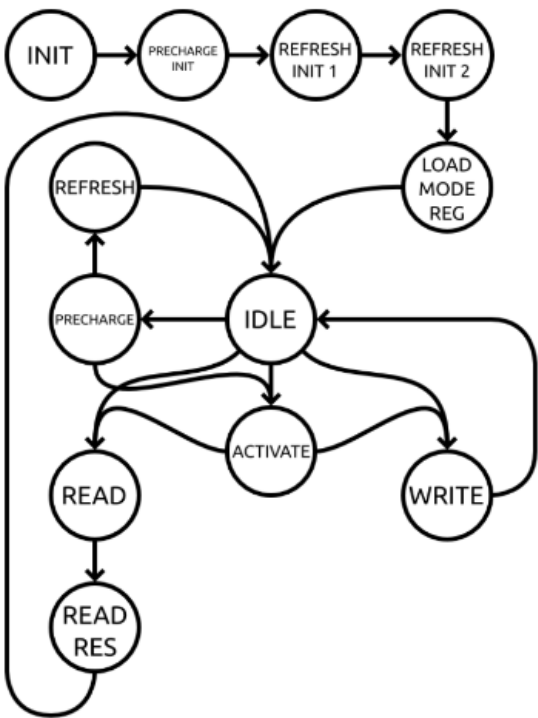 INIT
PRECHARGE
INIT
REFRESH
INIT 1
REFRESH
INIT 2
REFRESH
LOAD
MODE
REG
PRECHARGE
IDLE
ACTIVATE
READ
WRITE
READ
RES